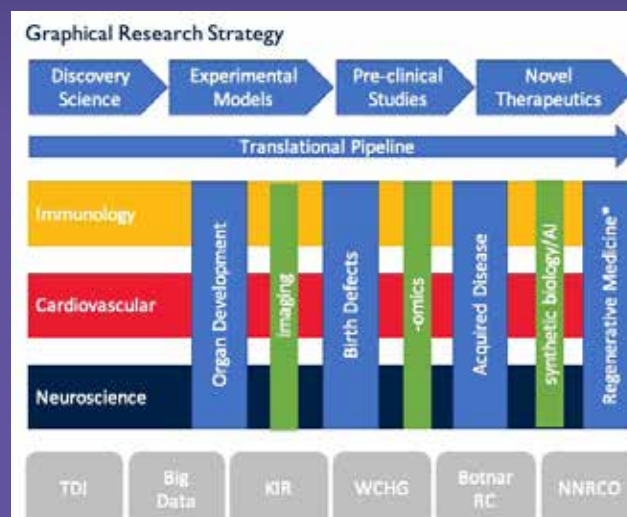 Graphical Research Strategy
Discovery
Science
Experimental
Models
Pre-clinical
Studies
Novel
Therapeutics
Translational Pipeline
Immunology
Cardiovascular
Neuroscience
Organ Development
imaging
Birth Defects
-omics
Acquired Disease
synthetic biology/AI
Regenerative Medicine*
TDI
Big
Data
KIR
WCHG
Botnar
RC
NNRCO